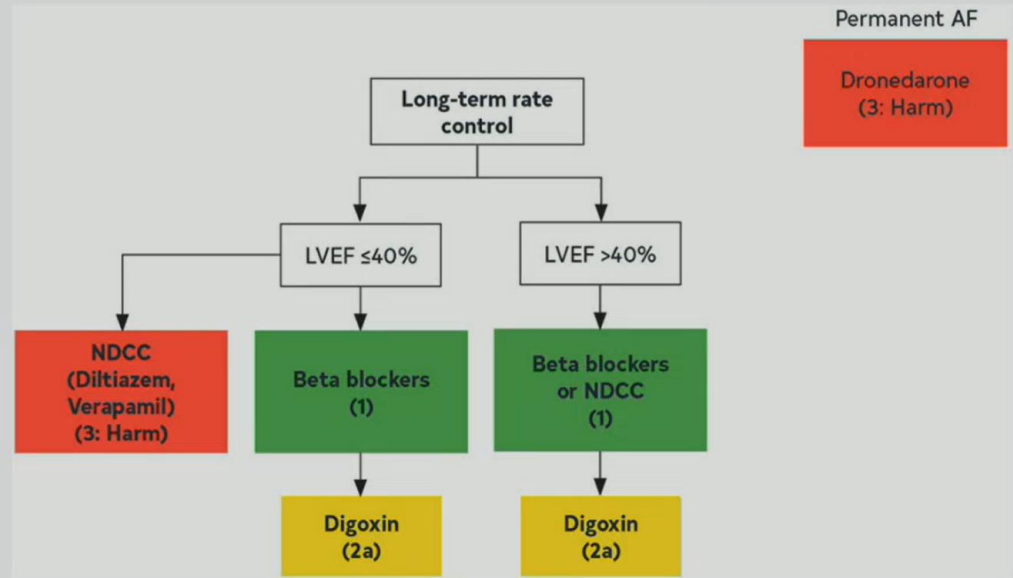 Permanent AF
Dronedarone
(3: Harm)
Long-term rate
control
LVEF ≤40%
LVEF >40%
NDCC
(Diltiazem,
Verapamil)
(3: Harm)
Beta blockers
(1)
Beta blockers
or NDCC
(1)
Digoxin
(2a)
Digoxin
(2a)